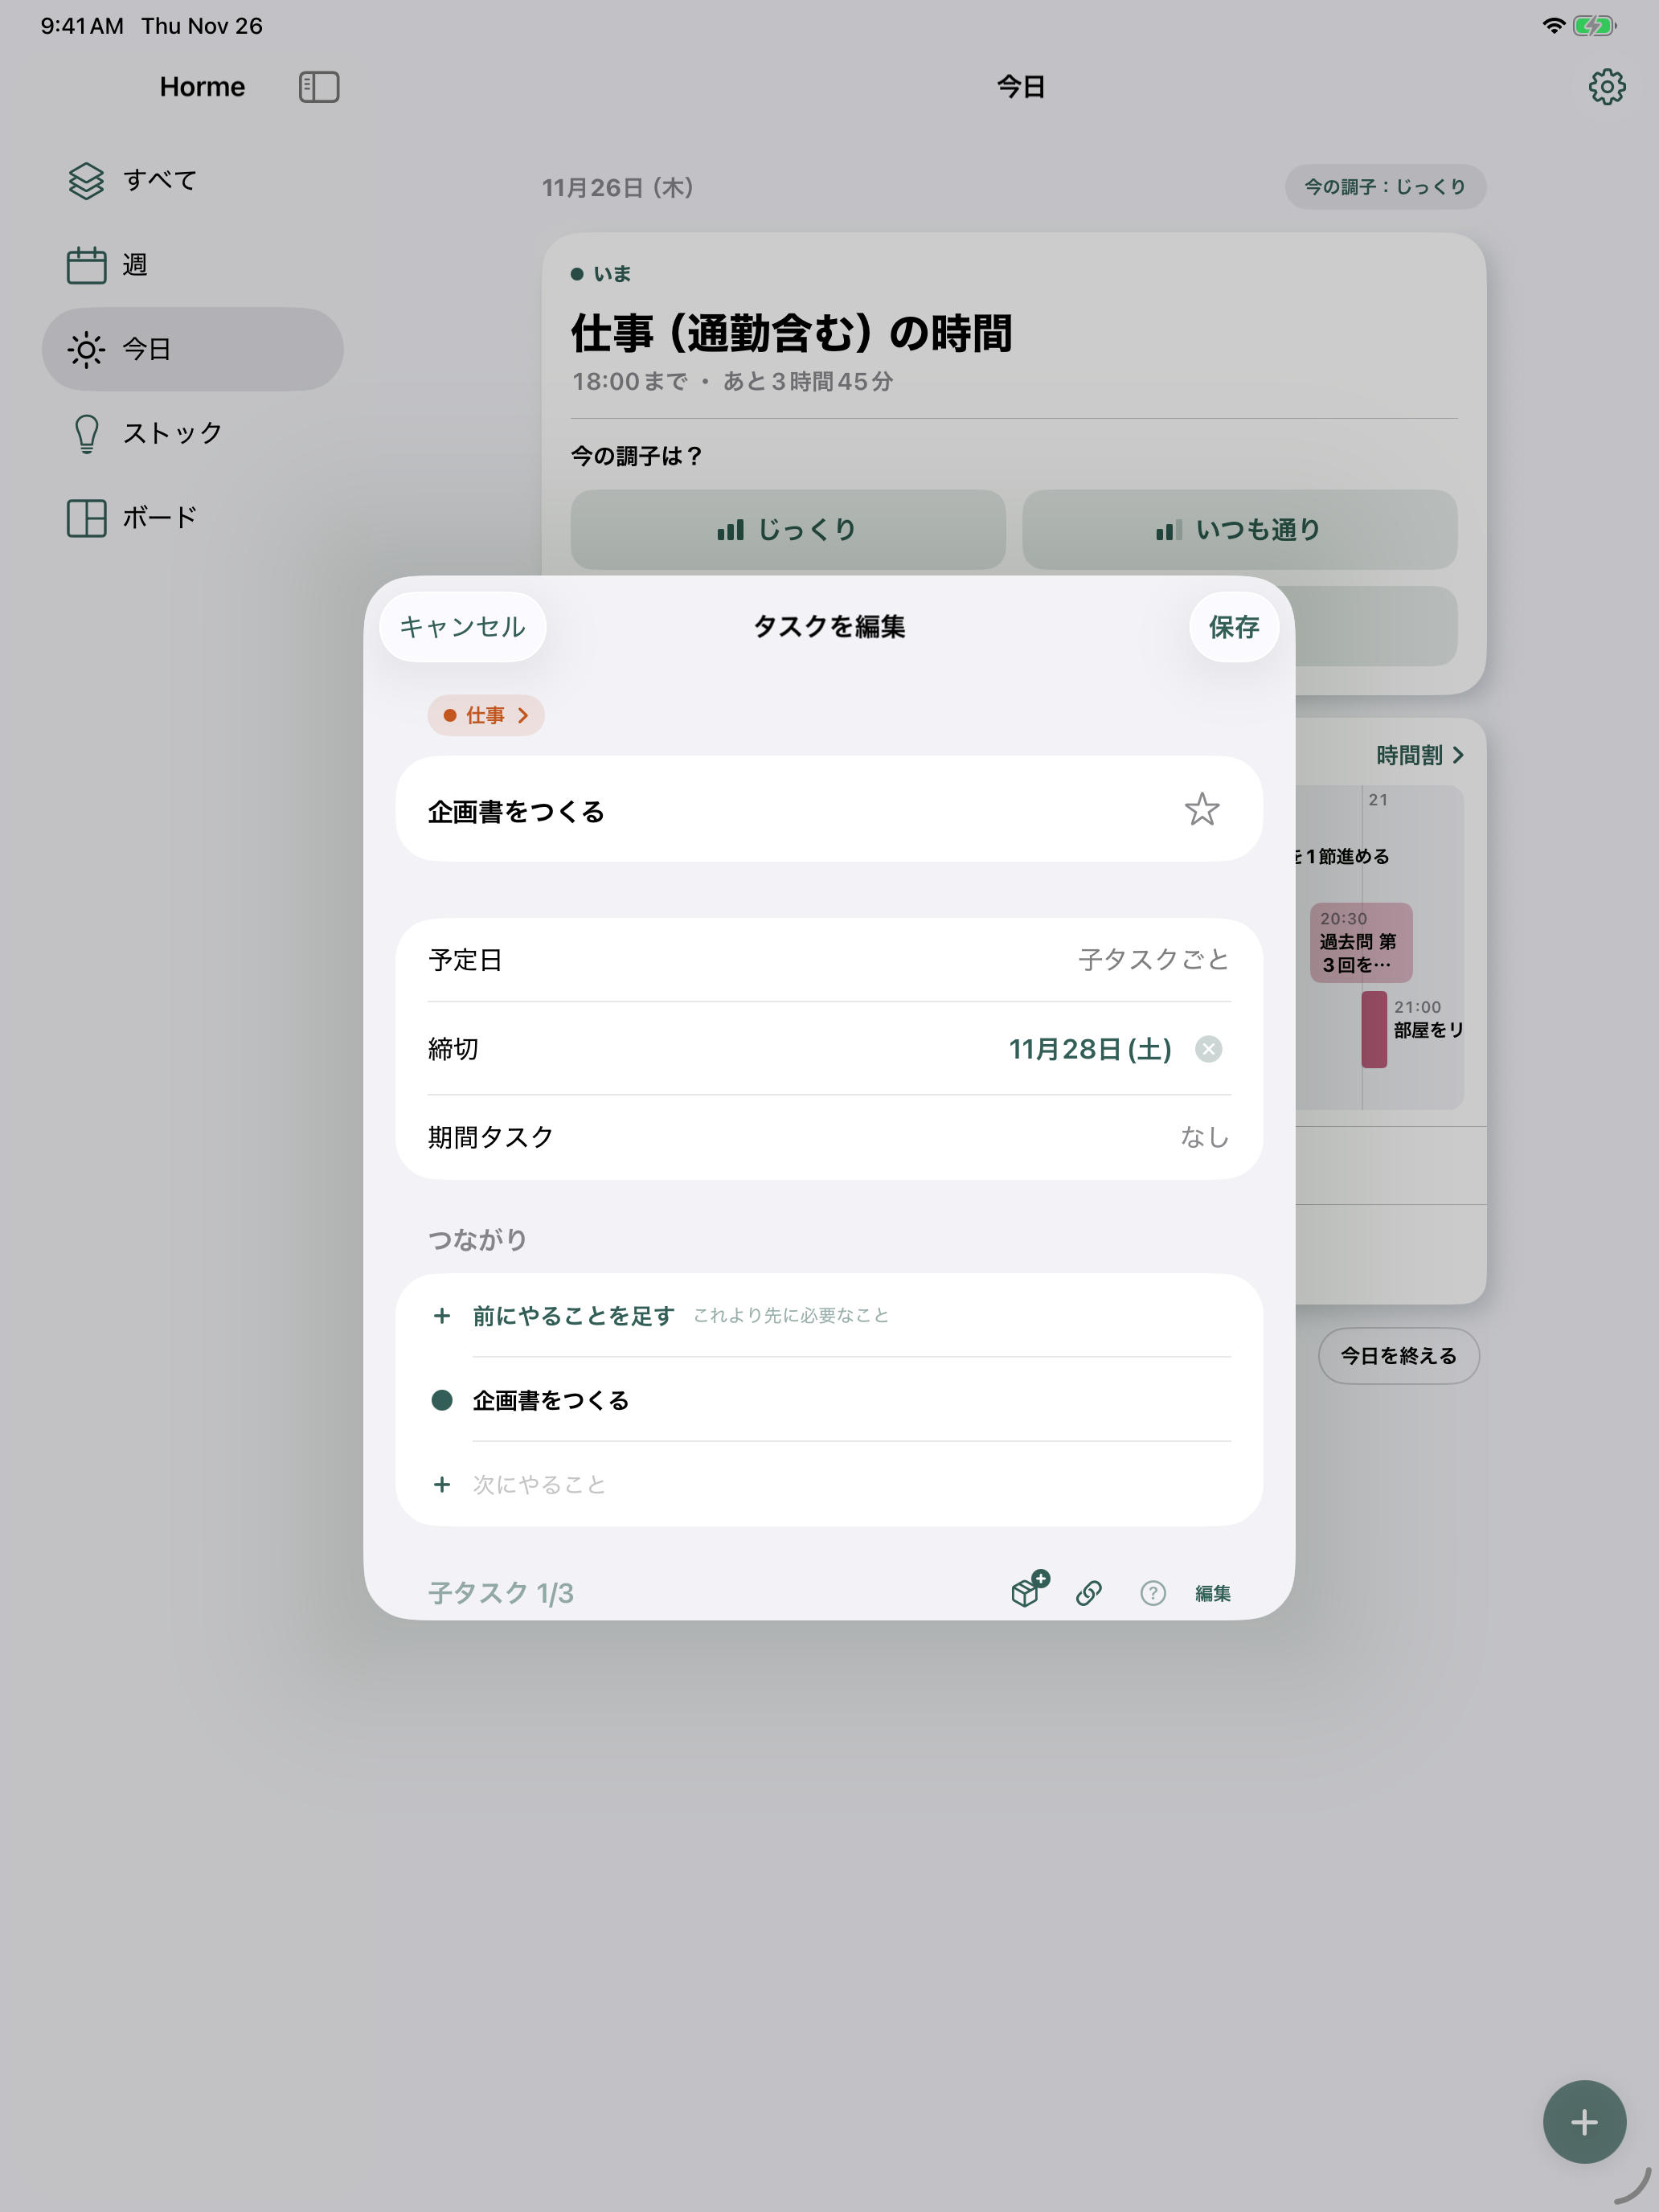 9:41 AM Thu Nov 26
Horme
今日
すべて
週
今日
ストック
ボード
11月26日（木）
今の調子：じっくり
いま
仕事（通勤含む）の時間
18:00まで・あと3時間45分
今の調子は？
じっくり
いつも通り
キャンセル
タスクを編集
保存
仕事
企画書をつくる
予定日
子タスクごと
締切
11月28日(土)
期間タスク
なし
つながり
前にやることを足す これより先に必要なこと
企画書をつくる
次にやること
子タスク 1/3
編集
時間割
21
を1節進める
20:30
過去問 第
3回を…
21:00
部屋をリ
今日を終える